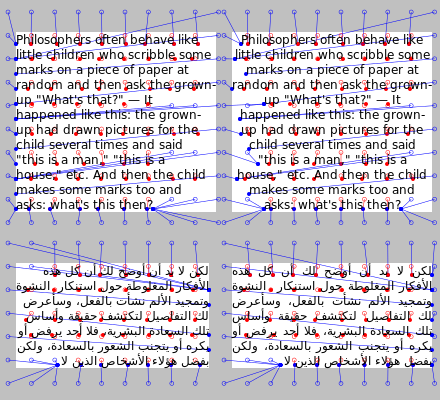 Philosophers often behave like
little children who scribble some
marks on a piece of paper at
random and then ask the grown-
up "What's that?" — It
happened like this: the grown-
up had drawn pictures for the
child several times and said
"this is a man," "this is a
house," etc. And then the child
makes some marks too and
asks: what's this then?
Philosophers often behave like
little children who scribble some
marks on a piece of paper at
random and then ask the grown-
up "What's that?" — It
happened like this: the grown-
up had drawn pictures for the
child several times and said
"this is a man," "this is a
house," etc. And then the child
makes some marks too and
asks: what's this then?
لكن لا بد أن أوضح لك أن كل هذه
الأفكار المغلوطة حول استنكار النشوة
وتمجيد الألم نشأت بالفعل، وسأعرض
لك التفاصيل لتكتشف حقيقة وأساس
تلك السعادة البشرية، فلا أحد يرفض أو
يكره أو يتجنب الشعور بالسعادة، ولكن
بفضل هؤلاء الأشخاص الذين لا
لكن لا بد أن أوضح لك أن كل هذه
الأفكار المغلوطة حول استنكار النشوة
وتمجيد الألم نشأت بالفعل، وسأعرض
لك التفاصيل لتكتشف حقيقة وأساس
تلك السعادة البشرية، فلا أحد يرفض أو
يكره أو يتجنب الشعور بالسعادة، ولكن
بفضل هؤلاء الأشخاص الذين لا